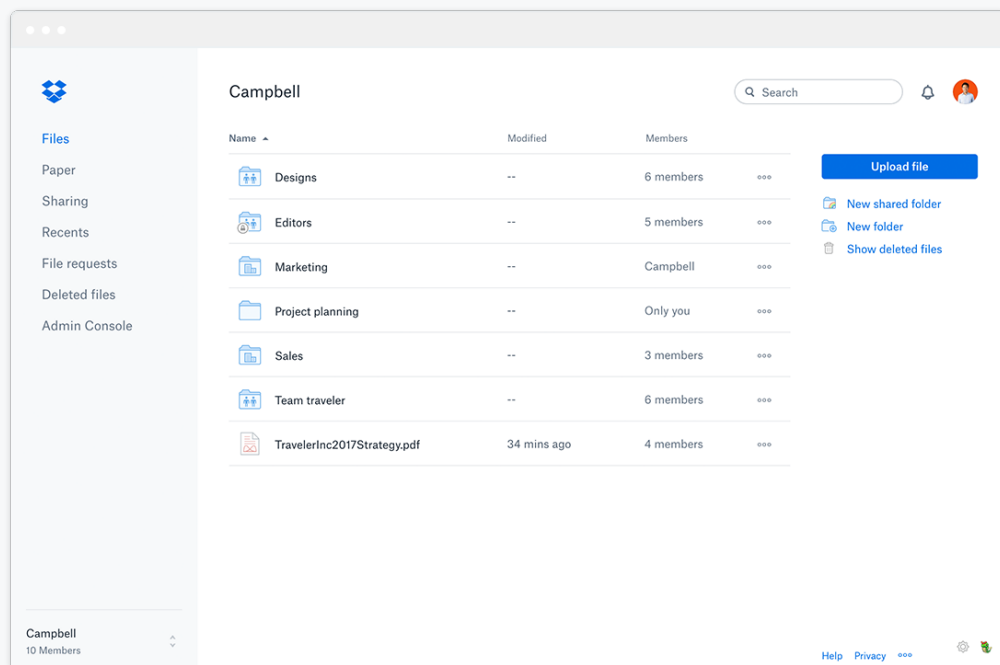 Campbell
Search
Files
Paper
Sharing
Recents
File requests
Deleted files
Admin Console
Name Modified Members
Designs -- 6 members
Editors -- 5 members
Marketing -- Campbell
Project planning -- Only you
Sales -- 3 members
Team traveler -- 6 members
TravelerInc2017Strategy.pdf 34 mins ago 4 members
Upload file
New shared folder
New folder
Show deleted files
Campbell
10 Members
Help Privacy